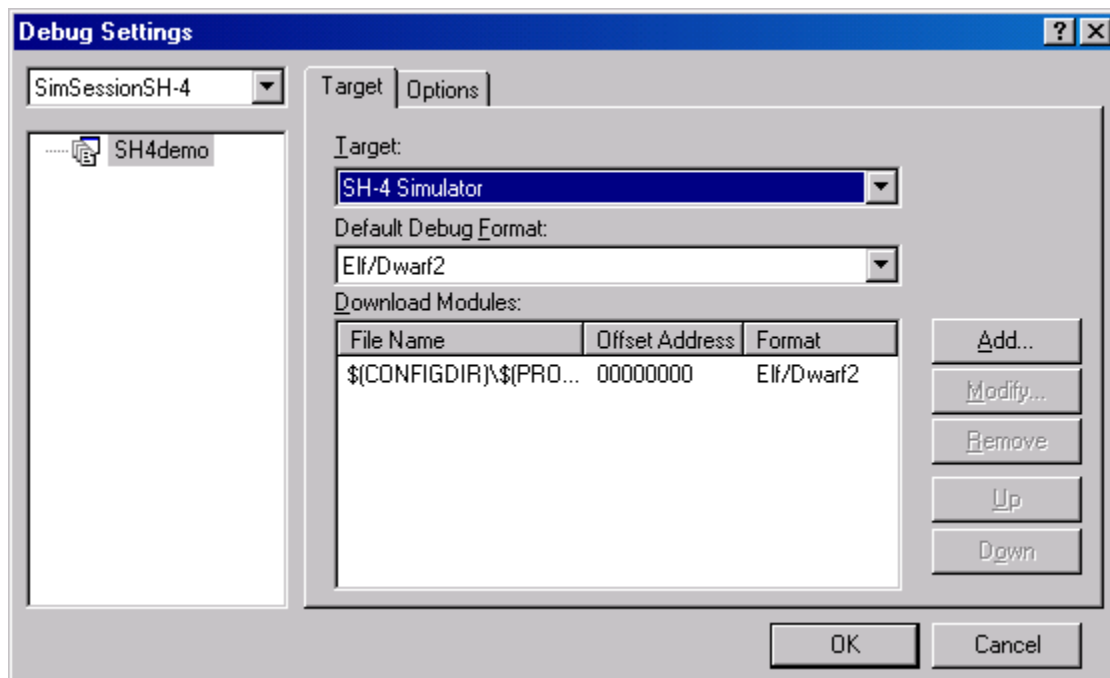 Debug Settings
SimSessionSH-4
SH4demo
Target Options
Target:
SH-4 Simulator
Default Debug Format:
Elf/Dwarf2
Download Modules:
File Name Offset Address Format
$(CONFIGDIR)\$(PRO... 00000000 Elf/Dwarf2
Add...
Modify...
Remove
Up
Down
OK Cancel